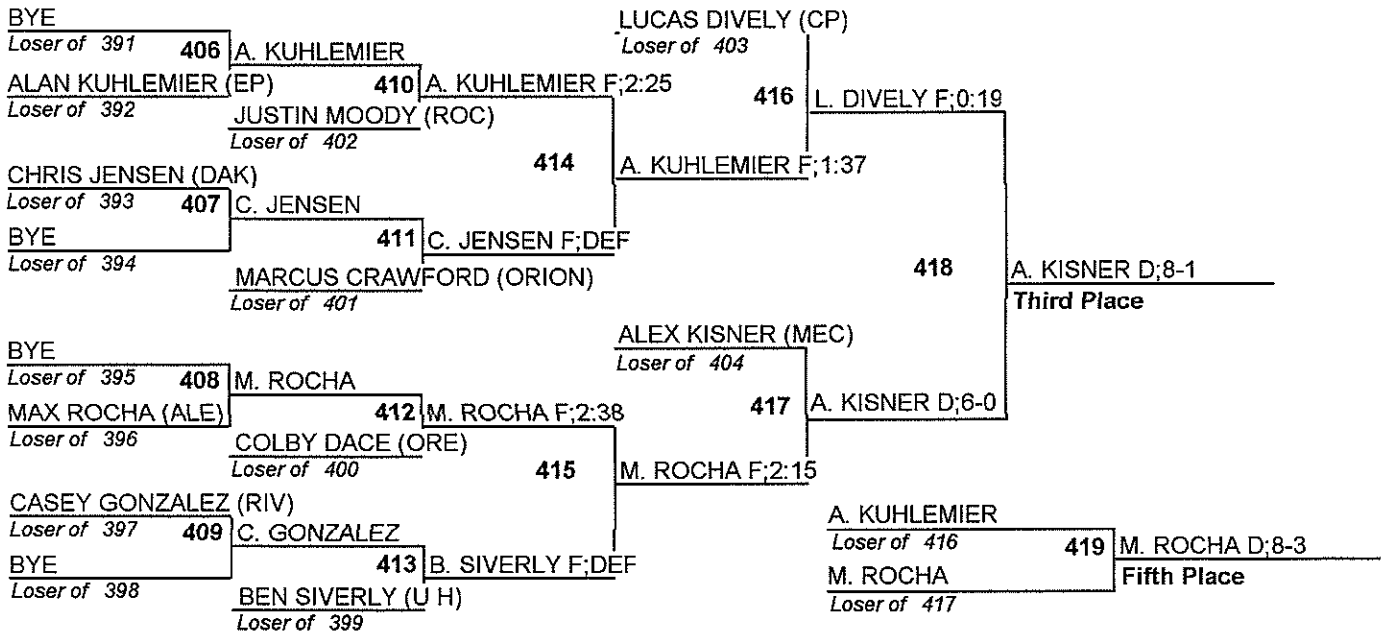 BYE
Loser of 391
406
A. KUHLEMIER
ALAN KUHLEMIER (EP)
Loser of 392
410
A. KUHLEMIER F;2:25
JUSTIN MOODY (ROC)
Loser of 402
CHRIS JENSEN (DAK)
Loser of 393
407
C. JENSEN
BYE
Loser of 394
411
C. JENSEN F;DEF
MARCUS CRAWFORD (ORION)
Loser of 401
414
A. KUHLEMIER F;1:37
LUCAS DIVELY (CP)
Loser of 403
416
L. DIVELY F;0:19
BYE
Loser of 395
408
M. ROCHA
MAX ROCHA (ALE)
Loser of 396
412
M. ROCHA F;2:38
COLBY DACE (ORE)
Loser of 400
CASEY GONZALEZ (RIV)
Loser of 397
409
C. GONZALEZ
BYE
Loser of 398
413
B. SIVERLY F;DEF
BEN SIVERLY (U H)
Loser of 399
415
M. ROCHA F;2:15
ALEX KISNER (MEC)
Loser of 404
417
A. KISNER D;6-0
418
A. KISNER D;8-1
Third Place
A. KUHLEMIER
Loser of 416
419
M. ROCHA D;8-3
M. ROCHA
Loser of 417
Fifth Place